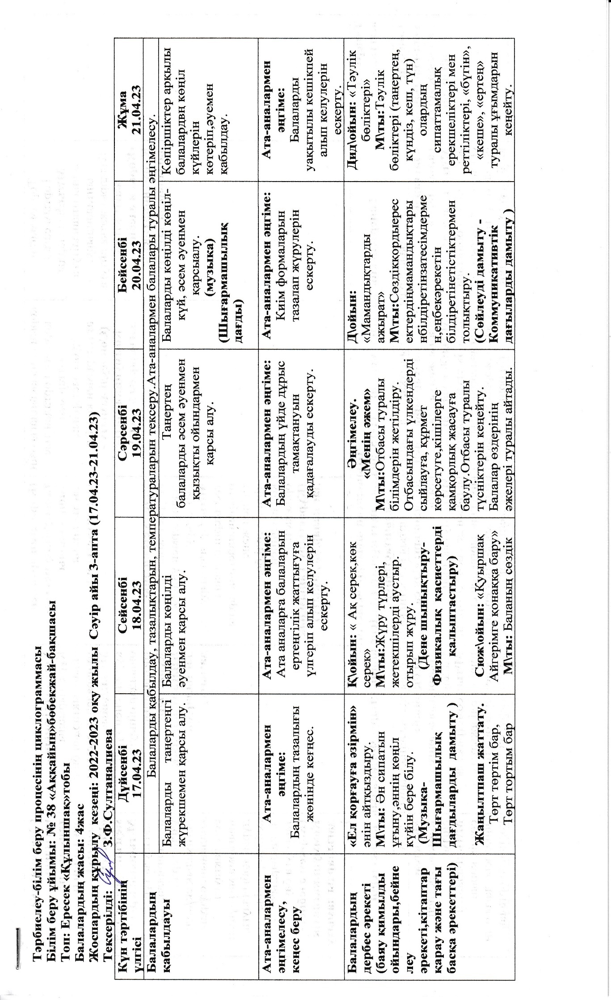 Тәрбиелеу-білім беру процесінің циклограммасы
Білім беру ұйымы: № 38 «Аққайың»бөбекжай-бақшасы
Топ: Ересек «Құлыншақ»тобы
Балалардың жасы: 4жас
Жоспардың құрылу кезеңі: 2022-2023 оқу жылы Сәуір айы 3-апта (17.04.23-21.04.23)
Тексерілді: З.Ф.Султаналиева
Күн тәртібінің
үлгісі
Дүйсенбі
17.04.23
Сейсенбі
18.04.23
Сәрсенбі
19.04.23
Бейсенбі
20.04.23
Жұма
21.04.23
Балалардың
қабылдауы
Балаларды қабылдау, тазалықтарын, температураларын тексеру.Ата-аналармен балалары туралы әңгімелесу.
Балаларды таңертеңгі
жүрекпемен қарсы алу.
Балаларды көңілді
әуенмен қарсы алу.
Таңертең
балаларды әсем әуенмен
қызықты ойындармен
қарсы алу.
Балаларды көңілді көңіл-
күй, әсем әуенмен
қарсыалу.
(музыка)
(Шығармашылық
дағды)
Көпіршіктер арқылы
балалардвң көңіл
күйлерін
көтеріп,әуемен
қабылдау.
Ата-аналармен
әңгімелесу,
кеңес беру
Ата-аналармен
әңгіме:
Балалардың тазалығы
жөнінде кеңес.
Ата-аналармен әңгіме:
Ата аналарға балаларын
ертеңгілік жаттығуға
үлгеріп алып келулерін
ескерту.
Ата-аналармен әңгіме:
Балалардың үйде дұрыс
тамақтануын
қадағалауды ескерту.
Ата-аналармен әңгіме:
Киім формаларын
тазалап жүрулерін
ескерту.
Ата-аналармен
әңгіме:
Балаларды
уақытылы кешікпей
алып келулерін
ескерту.
Балалардың
дербес әрекеті
(баяу қимылды
ойындары,бейне
леу
әрекеті,кітаптар
қарау және тағы
басқа әрекеттері)
«Ел қорғауға әзірмін»
әнін айтқыздыру.
М\ты: Ән сипатын
ұғыну,әннің көңіл
күйін бере білу.
(Музыка-
Шығармашылық
дағдыларды дамыту )
Жаңылтпаш жаттату.
Төрт төртім бар,
Төрт тортым бар
Қ\ойын: « Ақ серек,көк
серек»
М\ты:Жүру түрлері,
жетекшілерді аустыр.
отырып жүру.
(Дене шынықтыру-
Физикалық қасиеттерді
қалыптастыру)
Сюж\ойын: «Қуыршақ
Айгерімге қонаққа бару»
М\ты: Баланың сөздік
Әңгімелеу.
«Менің әжем»
М\ты:Отбасы туралы
білімдерін жетілдіру.
Отбасындағы үлкендерді
сыйлауға, құрмет
көрсетуге,кішілерге
қамқорлық жасауға
баулу.Отбасы туралы
түсніктерін кеңейту.
Балалар өздерінің
әжелері туралы айтады.
Д\ойын:
«Мамандықтарды
ажырат»
М\ты:Сөздікқордыерес
ектердіңмамандықтары
нбілдіретінзатесімдерме
н,еңбекәрекетін
білдіретінетістіктермен
толықтыру.
(Сөйлеуді дамыту -
Коммуникативтік
дағыларды дамыту )
Дид\ойын: «Тәулік
бөліктері»
М\ты:Тәулік
бөліктері (таңертең,
күндіз, кеш, түн)
олардың
сипаттамалық
ерекшеліктері мен
реттіліктері, «бүгін»,
«кеше», «ертең»
туралы ұғымдарын
кеңейту.